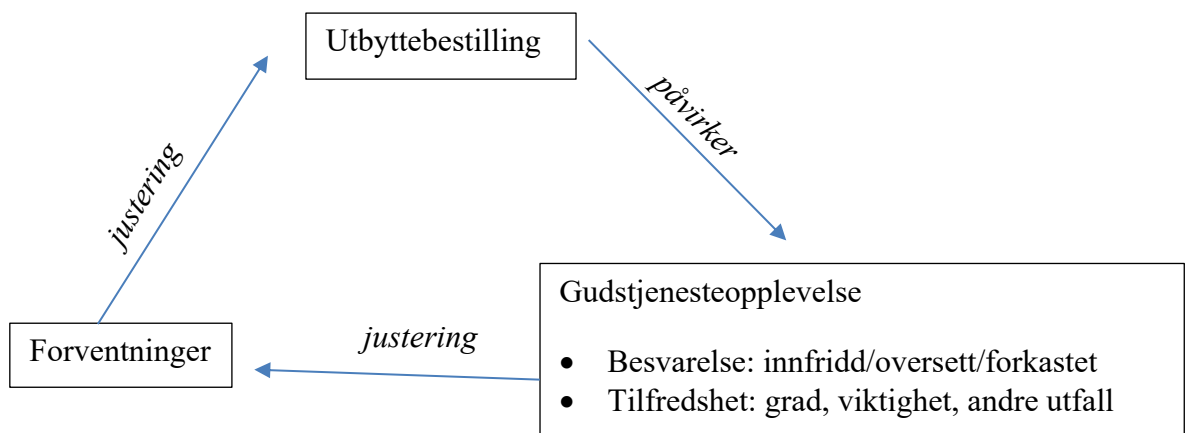 Utbyttebestilling
påvirker
justering
Gudstjenesteopplevelse
Forventninger
justering
• Besvarelse: innfridd/oversett/forkastet
• Tilfredshet: grad, viktighet, andre utfall